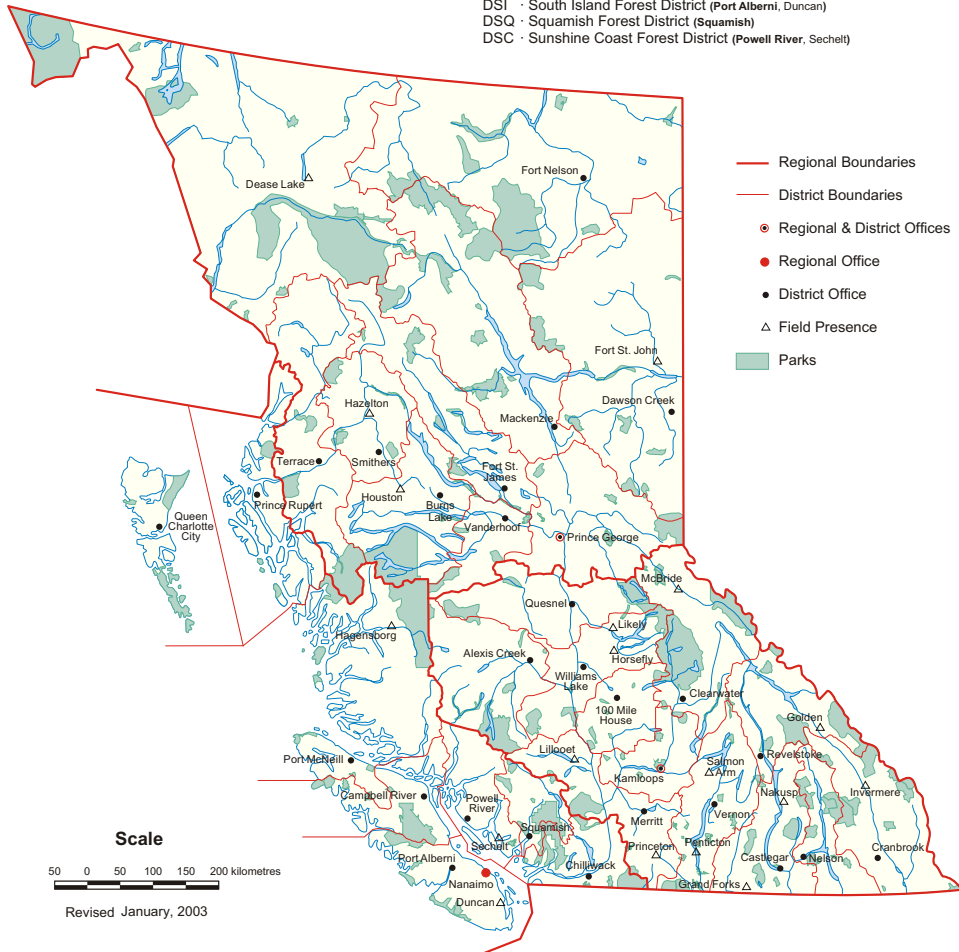 DSI · South Island Forest District (Port Alberni, Duncan)
DSQ · Squamish Forest District (Squamish)
DSC · Sunshine Coast Forest District (Powell River, Sechelt)
Regional Boundaries
District Boundaries
Regional & District Offices
Regional Office
District Office
Field Presence
Parks
Dease Lake
Fort Nelson
Fort St. John
Dawson Creek
Hazelton
Mackenzie
Terrace
Smithers
Fort St.
James
Houston
Burns
Lake
Prince Rupert
Queen
Charlotte
City
Vanderhoof
Prince George
McBride
Quesnel
Hagensborg
Likely
Alexis Creek
Horsefly
Williams
Lake
Clearwater
100 Mile
House
Golden
Lillooet
Revelstoke
Port McNeill
Kamloops
Salmon
Arm
Campbell River
Powell
River
Nakusp
Invermere
Merritt
Vernon
Squamish
Sechelt
Princeton
Penticton
Port Alberni
Chilliwack
Castlegar
Nelson
Cranbrook
Nanaimo
Grand Forks
Duncan
Scale
50 0 50 100 150 200 kilometres
Revised January, 2003